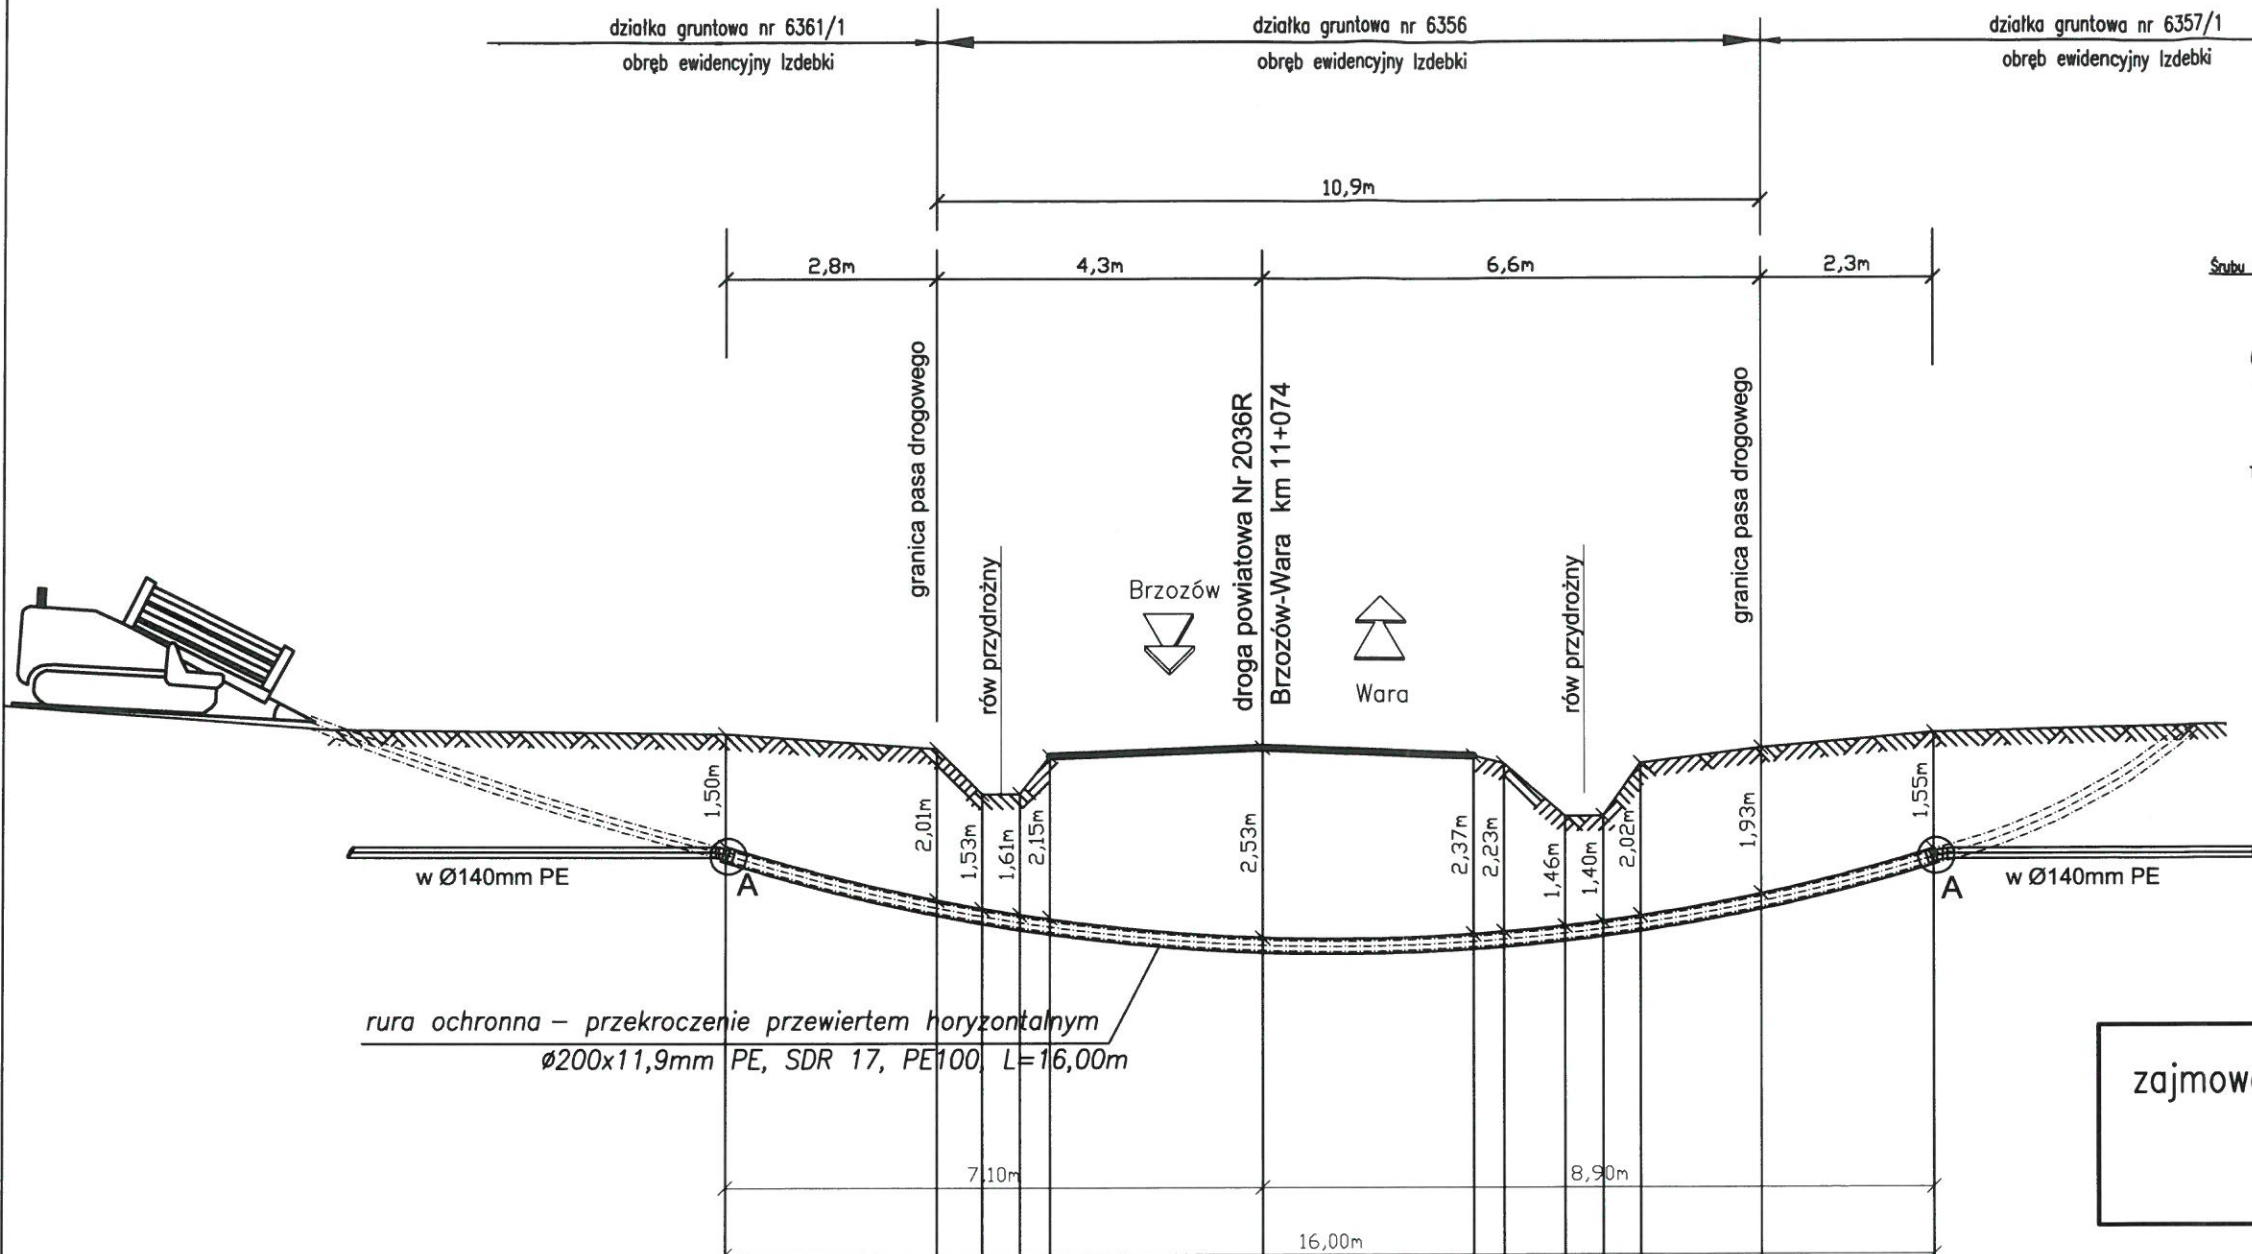 działka gruntowa nr 6361/1
obręb ewidencyjny Izdebki
działka gruntowa nr 6356
obręb ewidencyjny Izdebki
działka gruntowa nr 6357/1
obręb ewidencyjny Izdebki
10,9m
2,8m
4,3m
6,6m
2,3m
Śrubu
granica pasa drogowego
rów przydrożny
Brzozów
droga powiatowa Nr 2036R
Brzozów-Wara km 11+074
Wara
rów przydrożny
granica pasa drogowego
1,50m
2,01m
1,53m
1,61m
2,15m
2,53m
2,37m
2,23m
1,46m
1,40m
2,02m
1,93m
1,55m
w Ø140mm PE
A
A
w Ø140mm PE
rura ochronna – przekroczenie przewiertem horyzontalnym
ø200x11,9mm PE, SDR 17, PE100, L=16,00m
7,10m
8,90m
16,00m